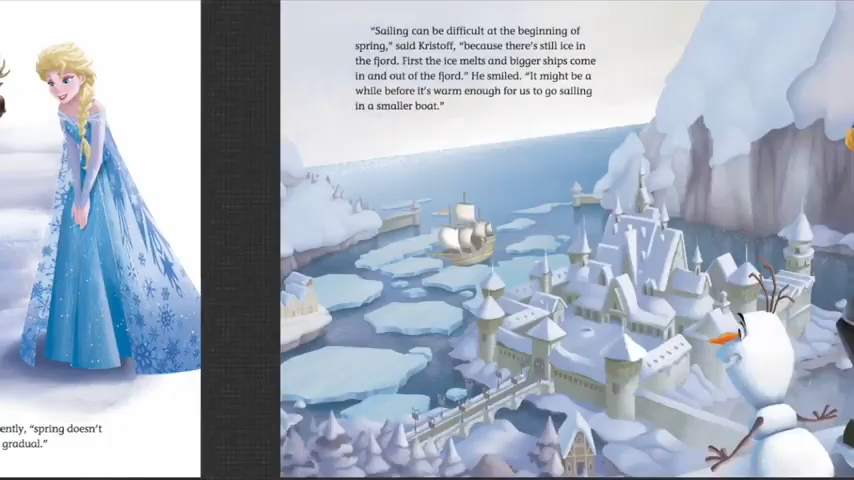 ently, “spring doesn’t
gradual.”
“Sailing can be difficult at the beginning of
spring,” said Kristoff, “because there’s still ice in
the fjord. First the ice melts and bigger ships come
in and out of the fjord.” He smiled. “It might be a
while before it’s warm enough for us to go sailing
in a smaller boat.”